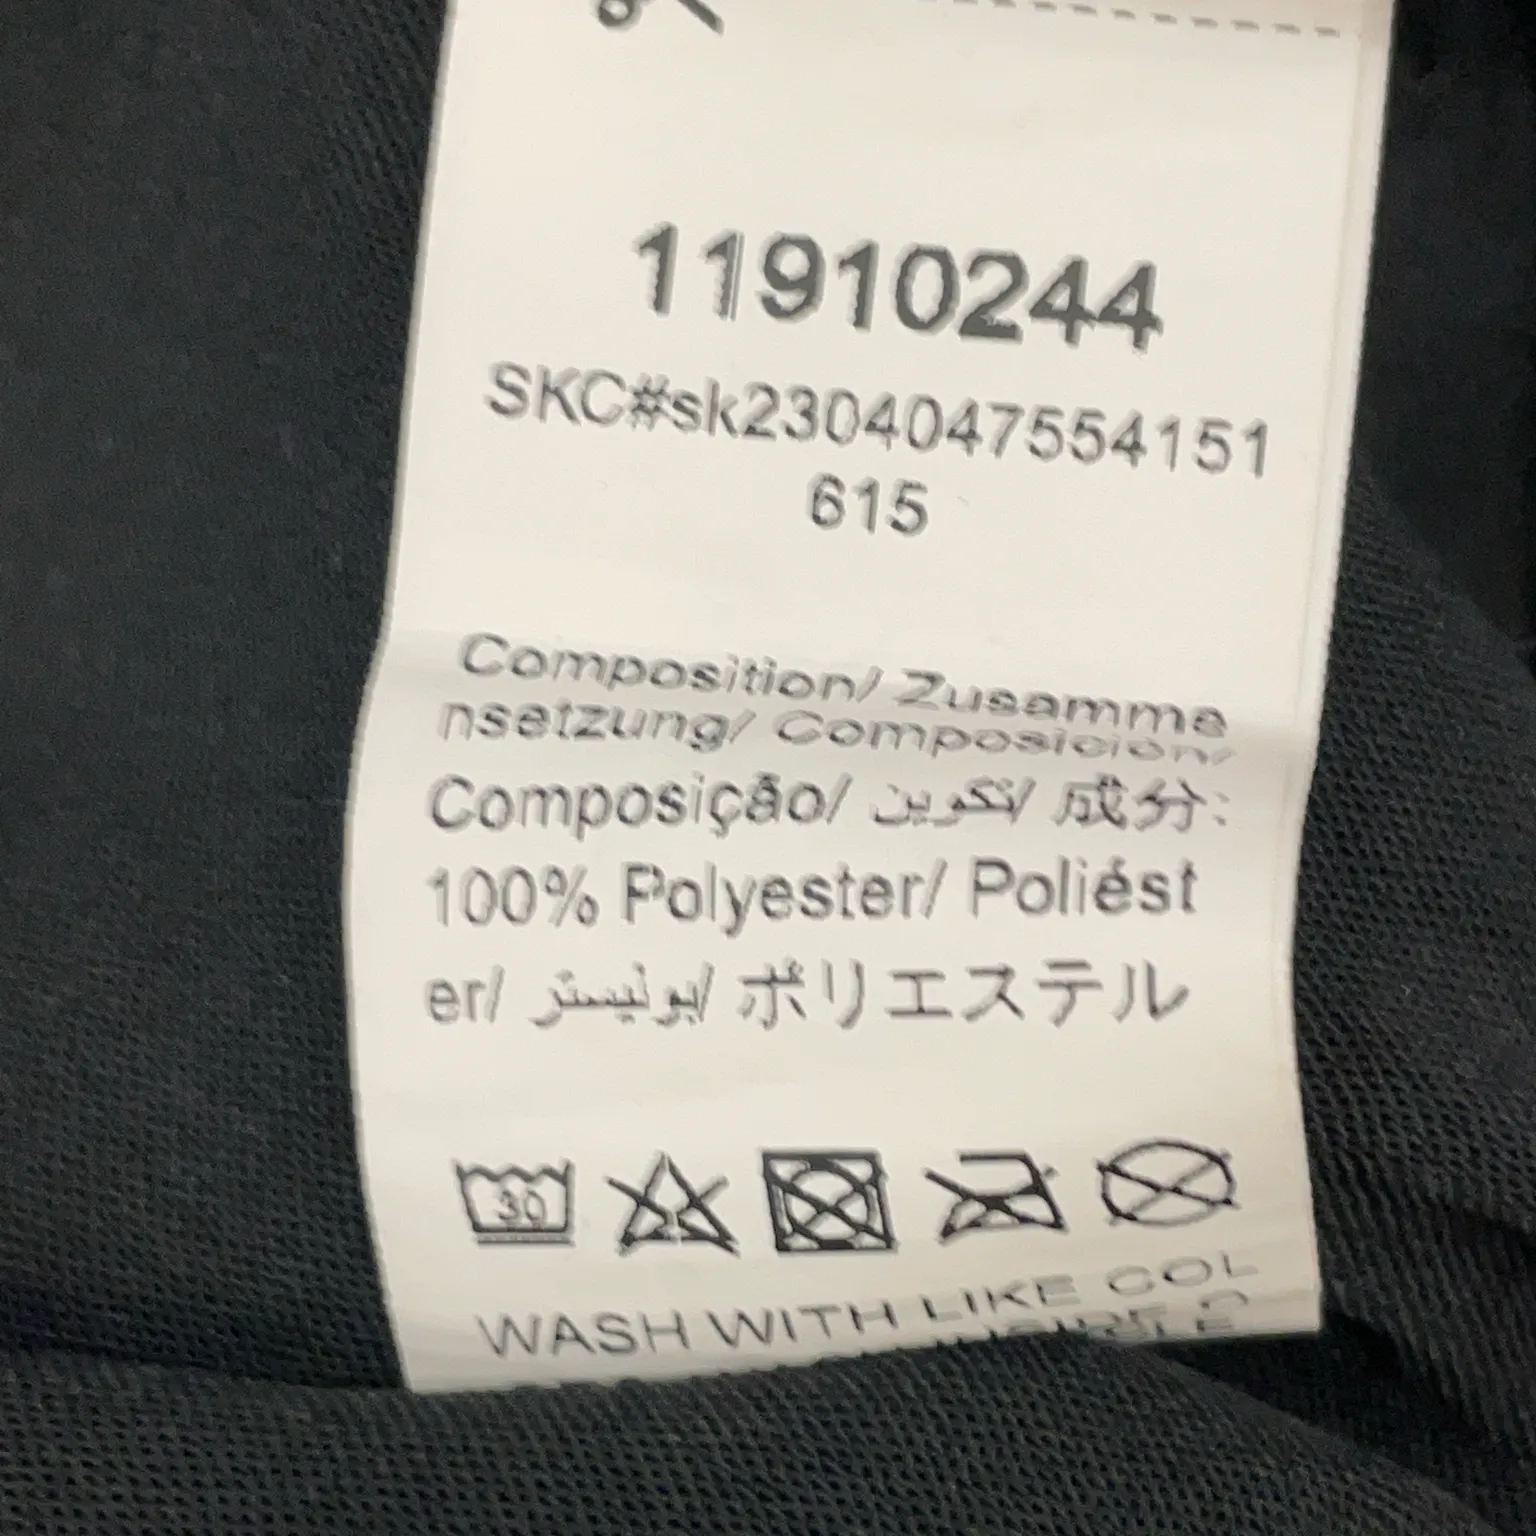 11910244
SKC#sk2304047554151
615
Composition/ Zusamme
nsetzung/ Composición/
Composição/ تكوين/ 成分:
100% Polyester/ Poliést
er/ بوليستر/ ポリエステル
30
WASH WITH LIKE COL